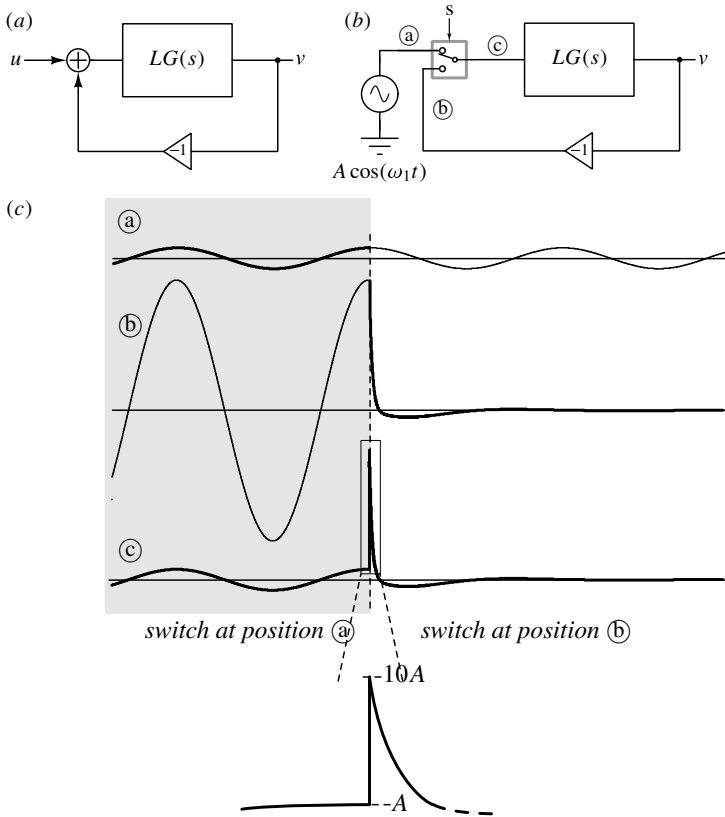 (a)
u
LG(s)
v
−1
(b)
s
ⓐ
ⓒ
LG(s)
v
ⓑ
−1
A cos(ω₁t)
(c)
ⓐ
ⓑ
ⓒ
switch at position ⓐ
switch at position ⓑ
10A
A